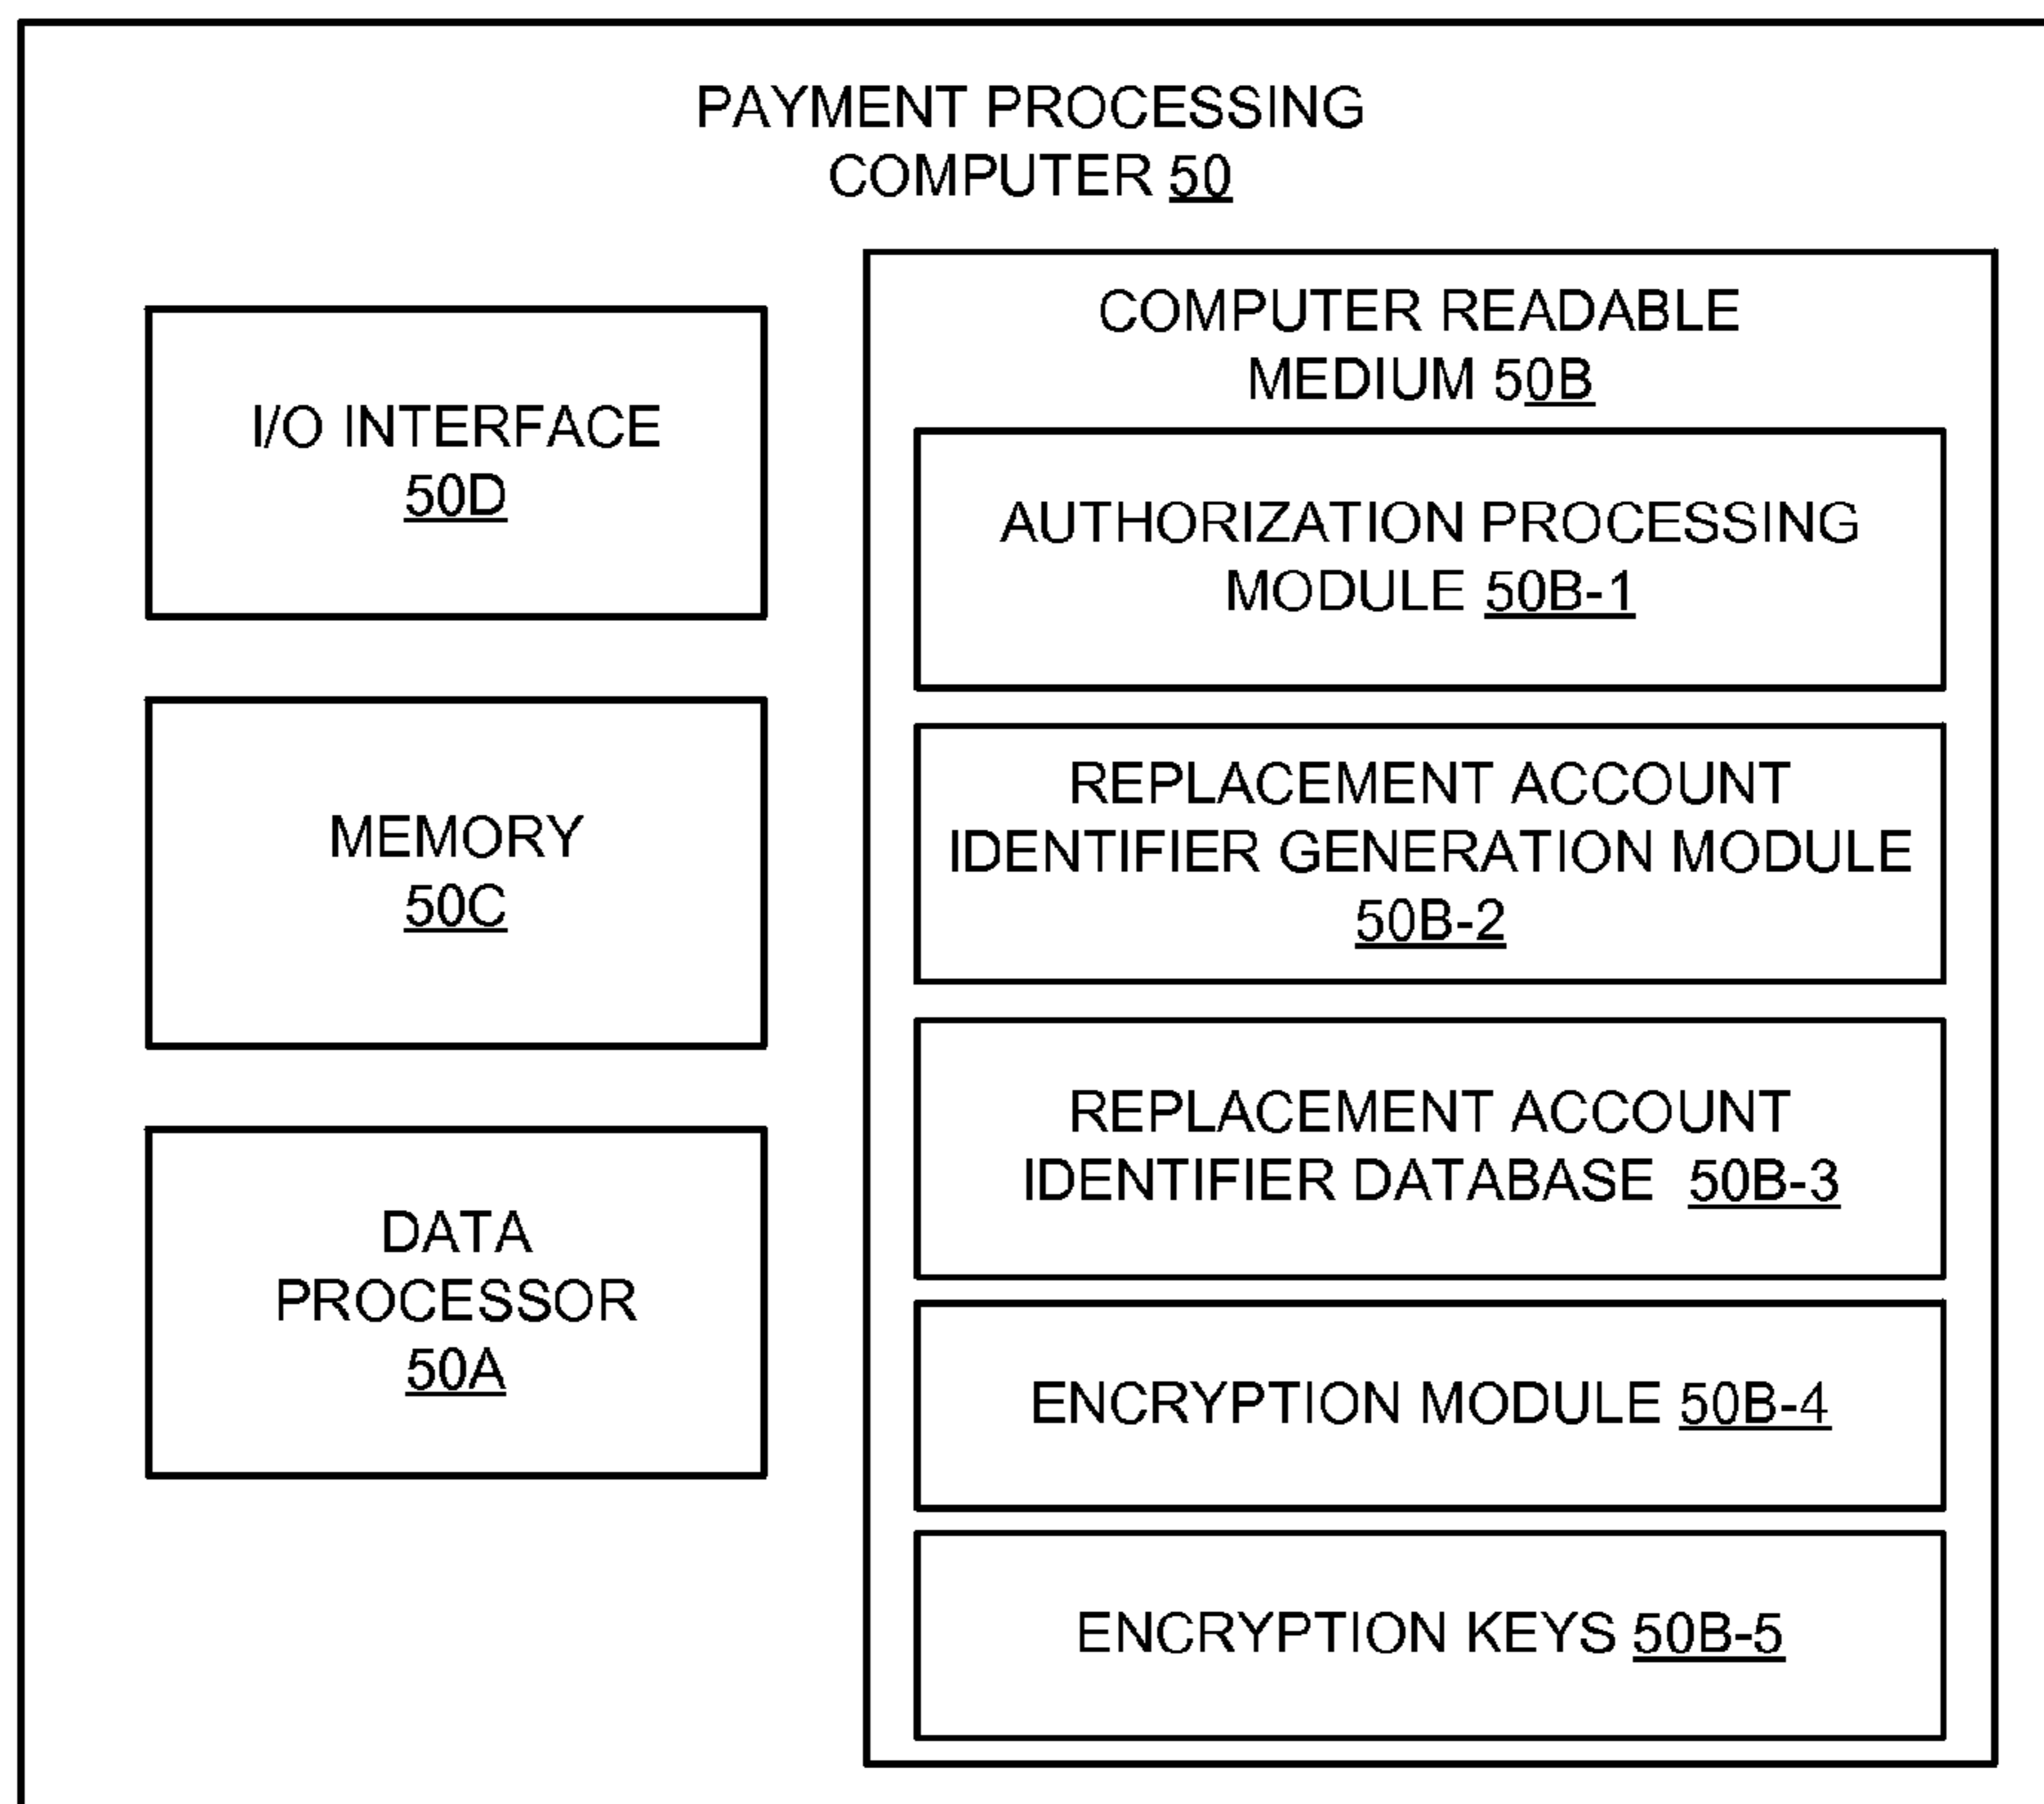 PAYMENT PROCESSING
COMPUTER 50
I/O INTERFACE
50D
MEMORY
50C
DATA
PROCESSOR
50A
COMPUTER READABLE
MEDIUM 50B
AUTHORIZATION PROCESSING
MODULE 50B-1
REPLACEMENT ACCOUNT
IDENTIFIER GENERATION MODULE
50B-2
REPLACEMENT ACCOUNT
IDENTIFIER DATABASE 50B-3
ENCRYPTION MODULE 50B-4
ENCRYPTION KEYS 50B-5